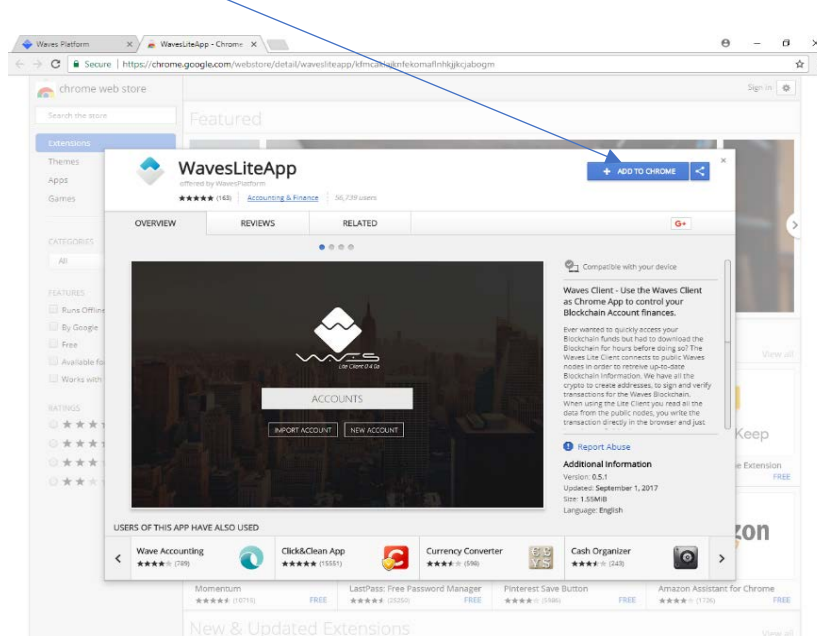 Waves Platform
WavesLiteApp - Chrome
Secure | https://chrome.google.com/webstore/detail/wavesliteapp/
chrome web store
Sign in
Search the store
Featured
Extensions
Themes
Apps
Games
CATEGORIES
All
FEATURES
Runs Offline
By Google
Free
Available fo
Works with
RATINGS
WavesLiteApp
offered by WavesPlatform
(163)
Accounting & Finance
56,739 users
+ ADD TO CHROME
OVERVIEW
REVIEWS
RELATED
G+
WAVES
Lite Client 0.4.0a
ACCOUNTS
IMPORT ACCOUNT
NEW ACCOUNT
Compatible with your device
Waves Client - Use the Waves Client
as Chrome App to control your
Blockchain Account finances.
Ever wanted to quickly access your
Blockchain funds but had to download the
Blockchain for hours before doing so? The
Waves Lite Client connects to public Waves
nodes in order to retreive up-to-date
Blockchain Information. We have all the
crypto to create addresses, to sign and verify
transactions for the Waves Blockchain.
When using the Lite Client you read all the
data from the public nodes, you write the
transaction directly in the browser and just
Report Abuse
Additional Information
Version: 0.5.1
Updated: September 1, 2017
Size: 1.55MiB
Language: English
View all
Keep
e Extension
FREE
zon
USERS OF THIS APP HAVE ALSO USED
Wave Accounting
(789)
Click&Clean App
(15551)
Currency Converter
(598)
Cash Organizer
(243)
Momentum
(10715)
FREE
LastPass: Free Password Manager
FREE
Pinterest Save Button
FREE
Amazon Assistant for Chrome
(1726)
FREE
New & Updated Extensions
View all